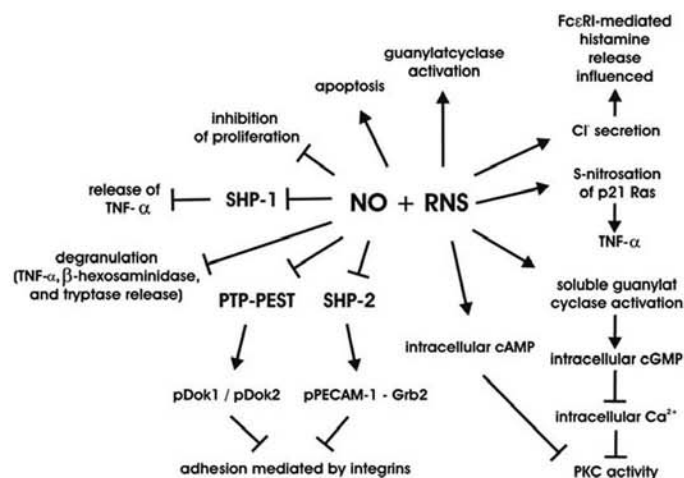 FcεRI-mediated
histamine
release
influenced
guanylatcyclase
activation
apoptosis
inhibition
of proliferation
Cl⁻ secretion
release of
TNF- α
SHP-1
NO + RNS
S-nitrosation
of p21 Ras
TNF-α
degranulation
(TNF-α, β-hexosaminidase,
and tryptase release)
PTP-PEST
SHP-2
soluble guanylat
cyclase activation
intracellular cAMP
intracellular cGMP
pDok1 / pDok2
pPECAM-1 - Grb2
intracellular Ca²⁺
adhesion mediated by integrins
PKC activity